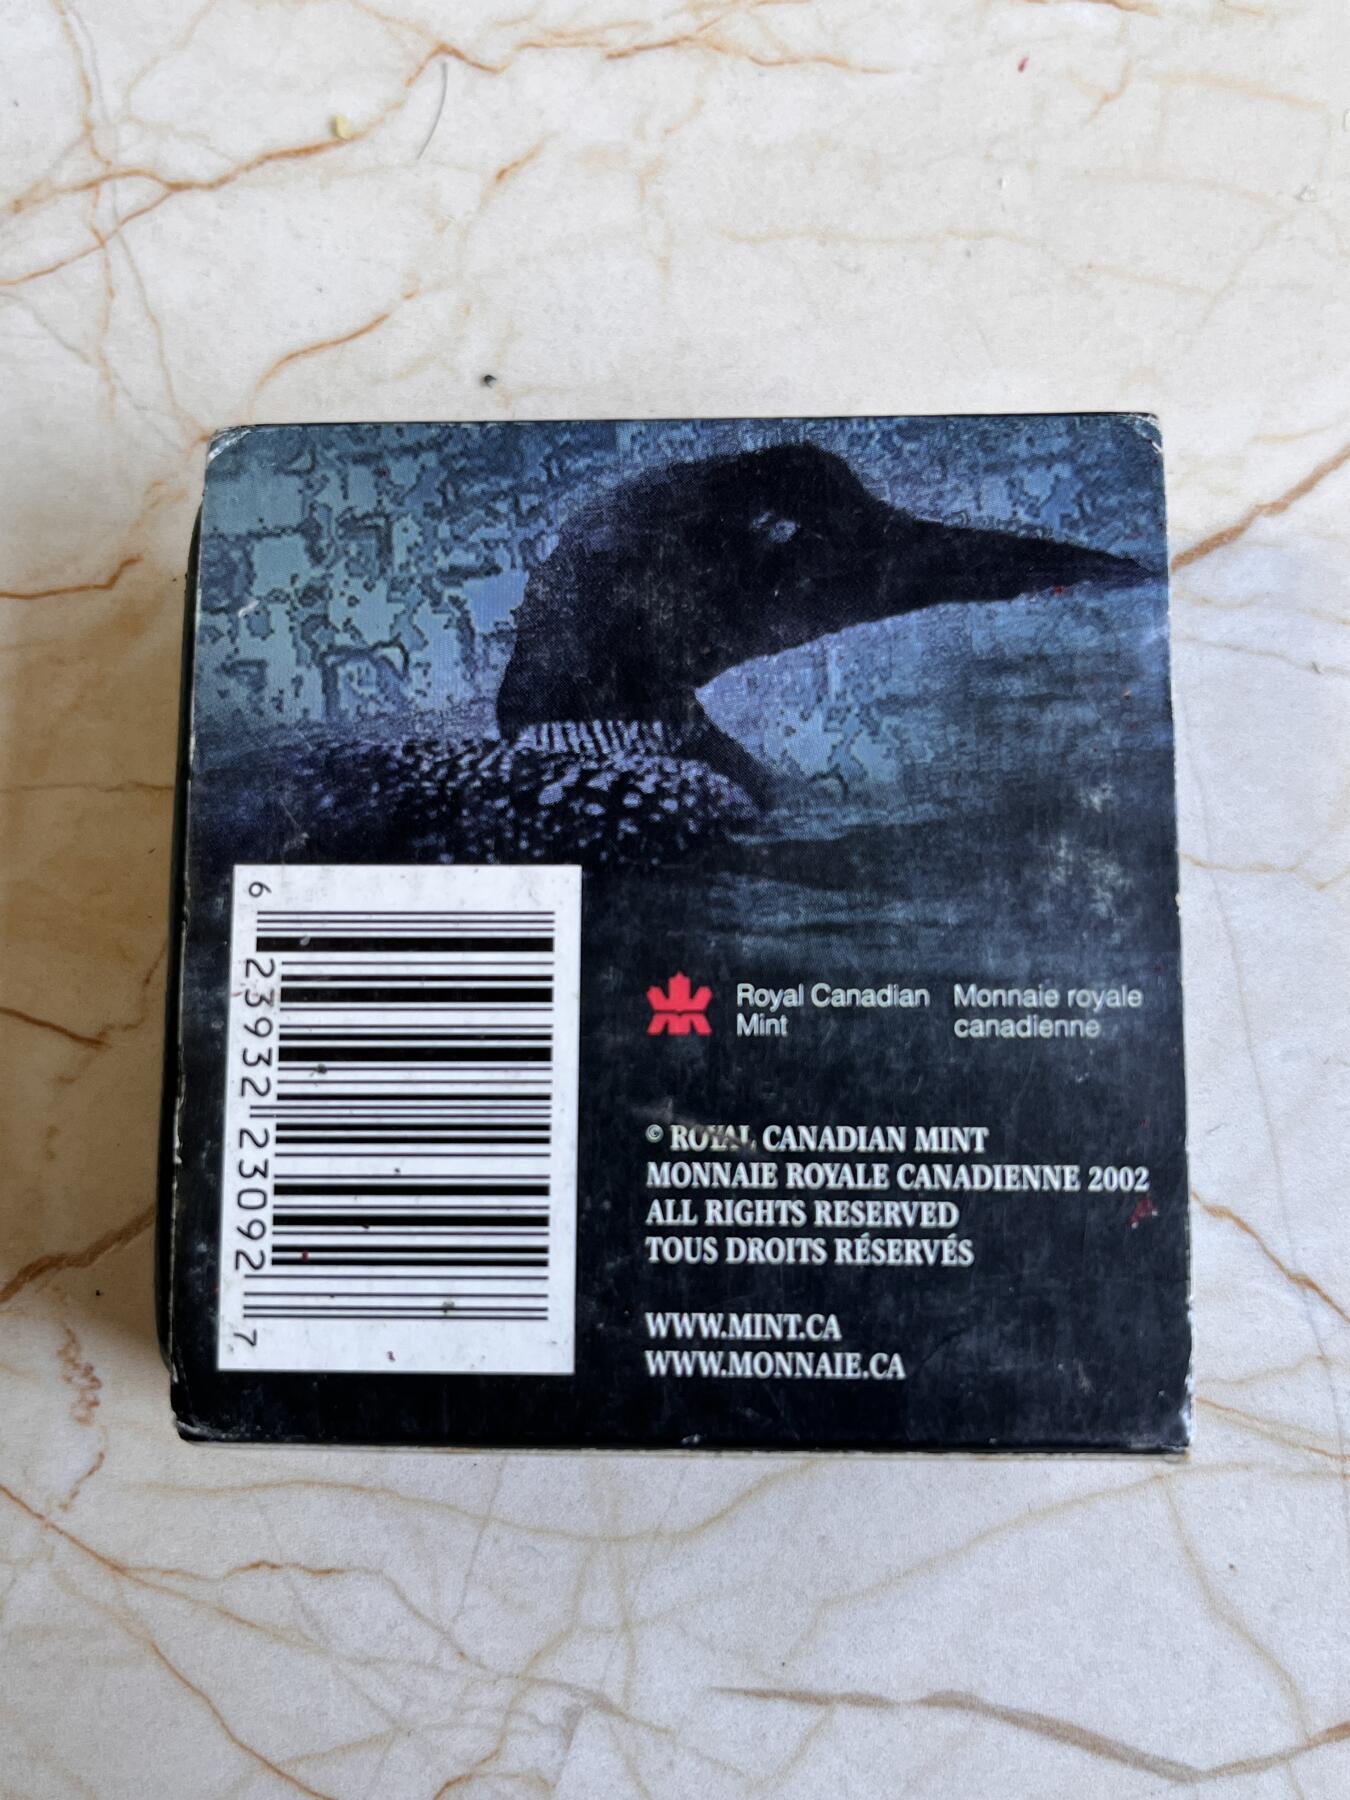 Royal Canadian Mint
Monnaie royale canadienne
© ROYAL CANADIAN MINT
MONNAIE ROYALE CANADIENNE 2002
ALL RIGHTS RESERVED
TOUS DROITS RÉSERVÉS
WWW.MINT.CA
WWW.MONNAIE.CA
6 23932 23092 7